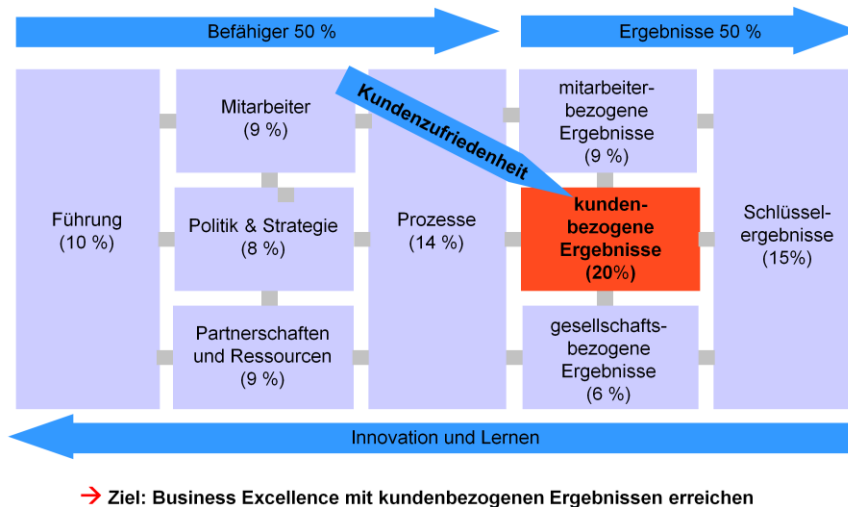 Befähiger 50 %
Ergebnisse 50 %
Führung
(10 %)
Mitarbeiter
(9 %)
Politik & Strategie
(8 %)
Partnerschaften
und Ressourcen
(9 %)
Kundenzufriedenheit
Prozesse
(14 %)
mitarbeiter-
bezogene
Ergebnisse
(9 %)
kunden-
bezogene
Ergebnisse
(20%)
gesellschafts-
bezogene
Ergebnisse
(6 %)
Schlüssel-
ergebnisse
(15%)
Innovation und Lernen
→ Ziel: Business Excellence mit kundenbezogenen Ergebnissen erreichen